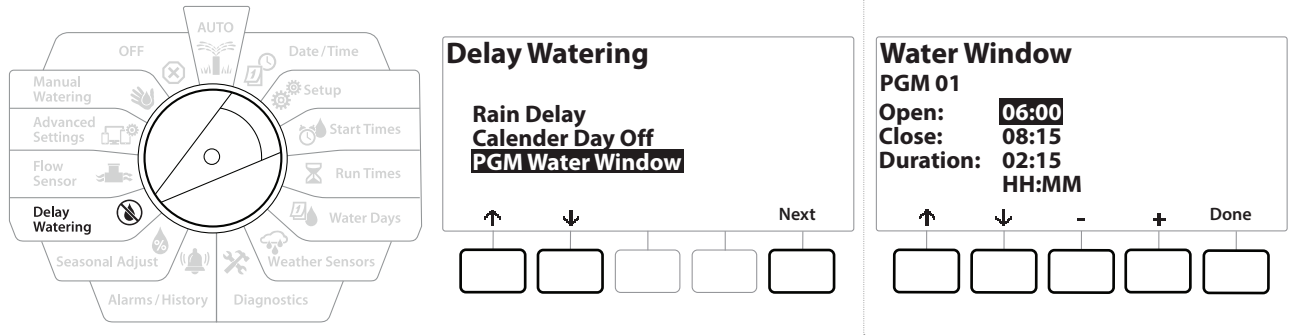 AUTO
OFF
Date/Time
Manual
Watering
Setup
Advanced
Settings
Start Times
Flow
Sensor
Run Times
Delay
Watering
Water Days
Seasonal Adjust
Weather Sensors
Alarms/History
Diagnostics
Delay Watering
Rain Delay
Calender Day Off
PGM Water Window
Next
Water Window
PGM 01
Open: 06:00
Close: 08:15
Duration: 02:15
HH:MM
- + Done